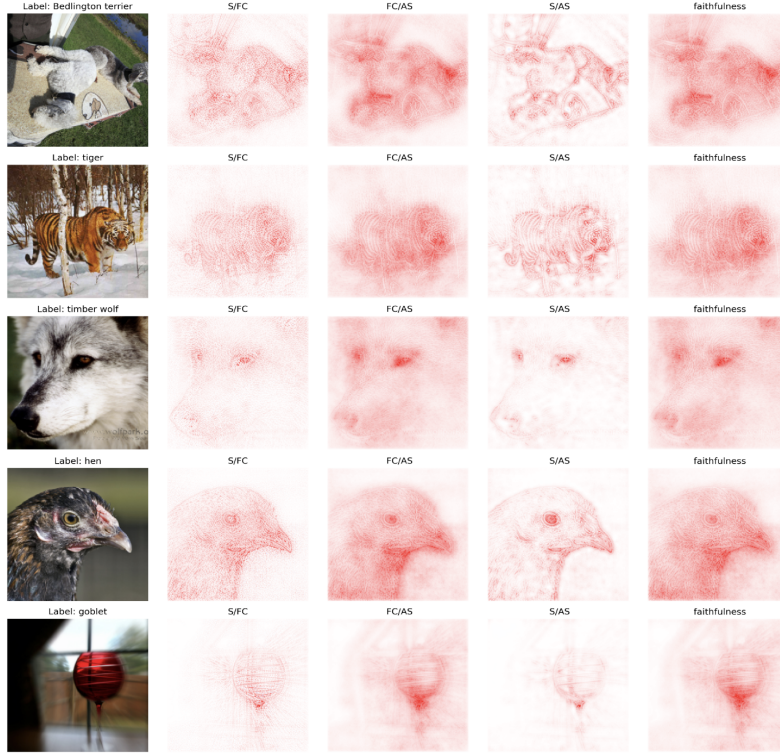 Label: Bedlington terrier S/FC FC/AS S/AS faithfulness
Label: tiger S/FC FC/AS S/AS faithfulness
Label: timber wolf S/FC FC/AS S/AS faithfulness
Label: hen S/FC FC/AS S/AS faithfulness
Label: goblet S/FC FC/AS S/AS faithfulness